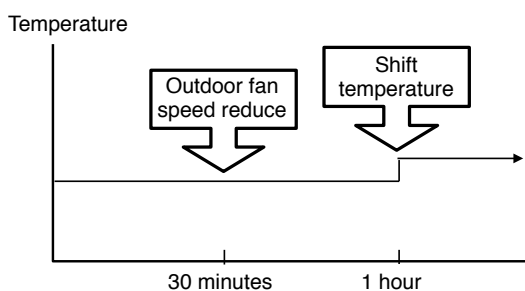 Temperature
Outdoor fan
speed reduce
Shift
temperature
30 minutes
1 hour